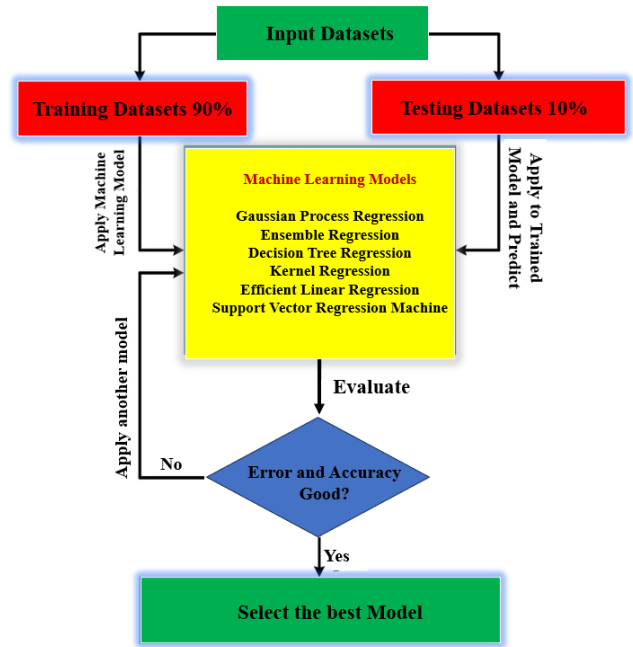 Input Datasets
Training Datasets 90%
Testing Datasets 10%
Apply Machine
Learning Model
Apply to Trained
Model and Predict
Machine Learning Models
Gaussian Process Regression
Ensemble Regression
Decision Tree Regression
Kernel Regression
Efficient Linear Regression
Support Vector Regression Machine
Apply another model
Evaluate
Error and Accuracy
Good?
No
Yes
Select the best Model